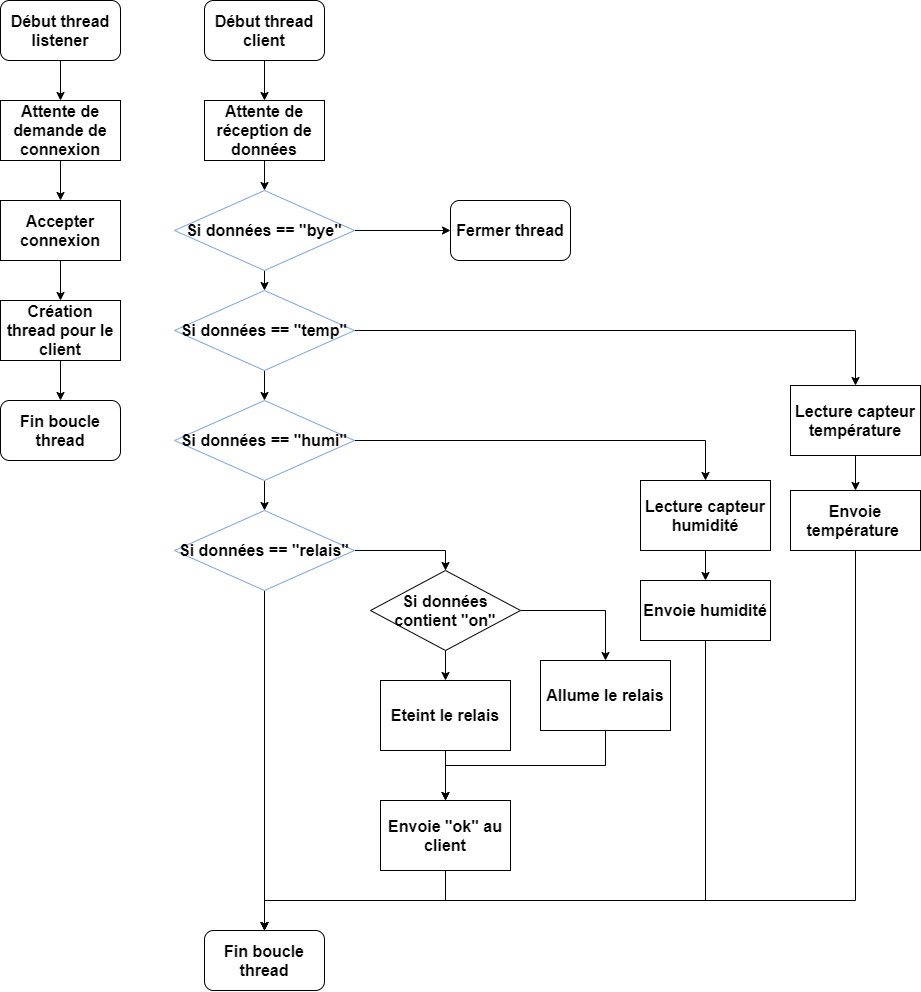 Début thread
listener
Attente de
demande de
connexion
Accepter
connexion
Création
thread pour le
client
Fin boucle
thread
Début thread
client
Attente de
réception de
données
Si données == "bye"
Fermer thread
Si données == "temp"
Lecture capteur
température
Envoie
température
Si données == "humi"
Lecture capteur
humidité
Envoie humidité
Si données == "relais"
Si données
contient "on"
Allume le relais
Eteint le relais
Envoie "ok" au
client
Fin boucle
thread